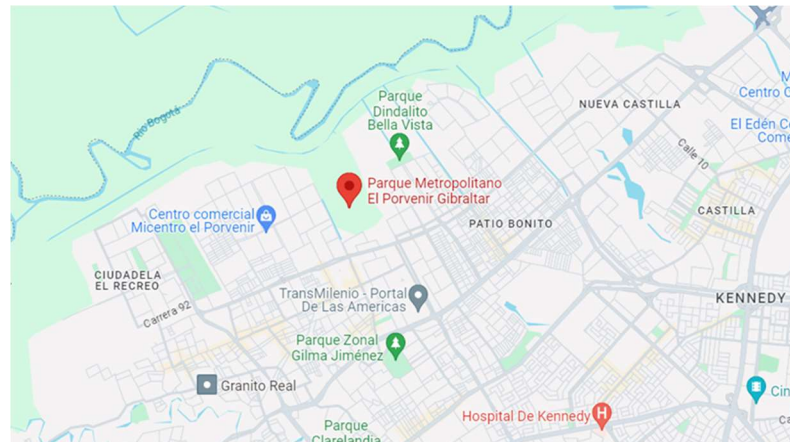 Parque
Dindalito
Bella Vista
NUEVA CASTILLA
Centro
El Edén
Río Bogotá
Calle 10
Parque Metropolitano
El Porvenir Gibraltar
Centro comercial
Micentro el Porvenir
PATIO BONITO
CASTILLA
CIUDADELA
EL RECREO
TransMilenio - Portal
De Las Americas
KENNEDY
Carrera 92
Parque Zonal
Gilma Jiménez
Granito Real
Hospital De Kennedy
H
Parque
Clarelandia